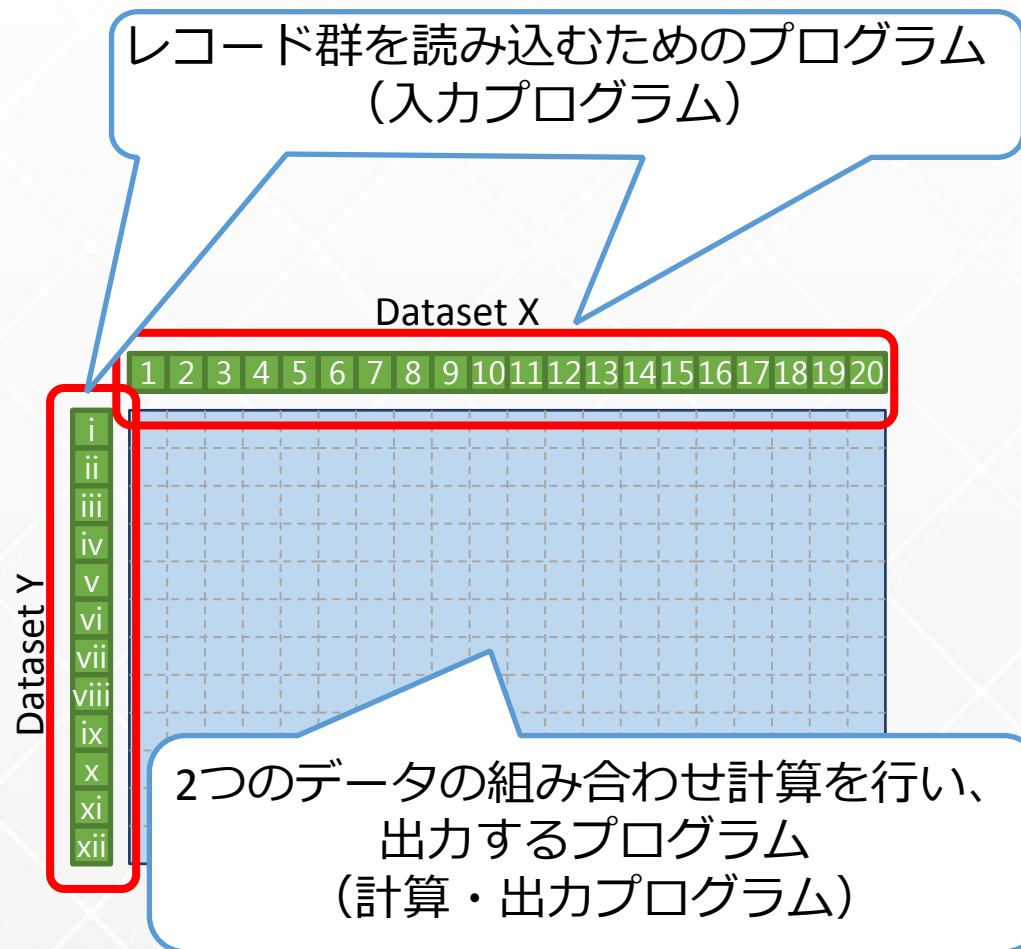 レコード群を読み込むためのプログラム
（入力プログラム）
Dataset X
1 2 3 4 5 6 7 8 9 10 11 12 13 14 15 16 17 18 19 20
Dataset Y
i
ii
iii
iv
v
vi
vii
viii
ix
x
xi
xii
2つのデータの組み合わせ計算を行い、
出力するプログラム
（計算・出力プログラム）